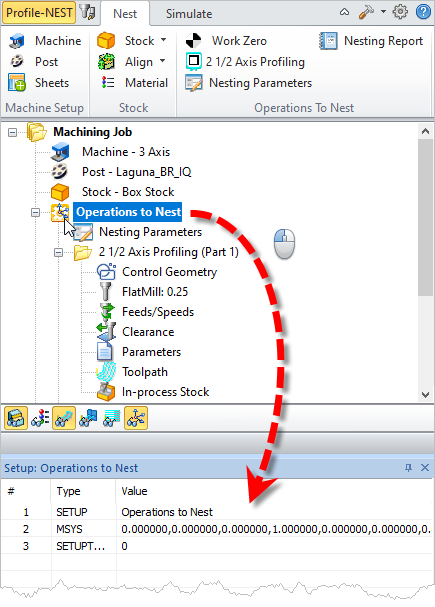 Profile-NEST Nest Simulate
Machine Stock Work Zero Nesting Report
Post Align 2 1/2 Axis Profiling
Sheets Material Nesting Parameters
Machine Setup Stock Operations To Nest
Machining Job
Machine - 3 Axis
Post - Laguna_BR_IQ
Stock - Box Stock
Operations to Nest
Nesting Parameters
2 1/2 Axis Profiling (Part 1)
Control Geometry
FlatMill: 0.25
Feeds/Speeds
Clearance
Parameters
Toolpath
In-process Stock
Setup: Operations to Nest
# Type Value
1 SETUP Operations to Nest
2 MSYS 0.000000,0.000000,0.000000,1.000000,0.000000,0.000000,0.
3 SETUPT... 0